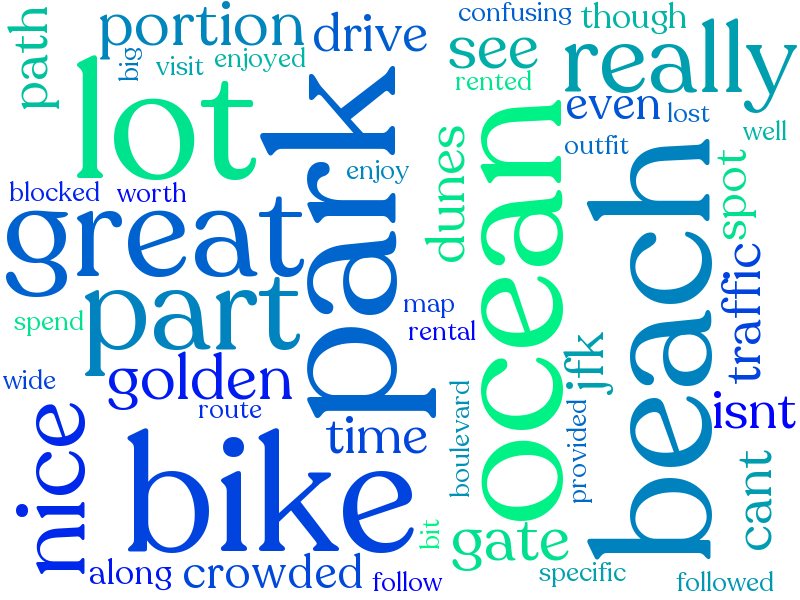 path
big
portion
visit
enjoyed
drive
confusing
though
see
rented
really
even
lost
well
outfit
lot
park
enjoy
dunes
ocean
beach
spot
blocked
worth
great
part
spend
map
rental
traffic
wide
golden
route
jfk
isnt
nice
time
boulevard
provided
bike
cant
bit
gate
along
crowded
follow
specific
followed